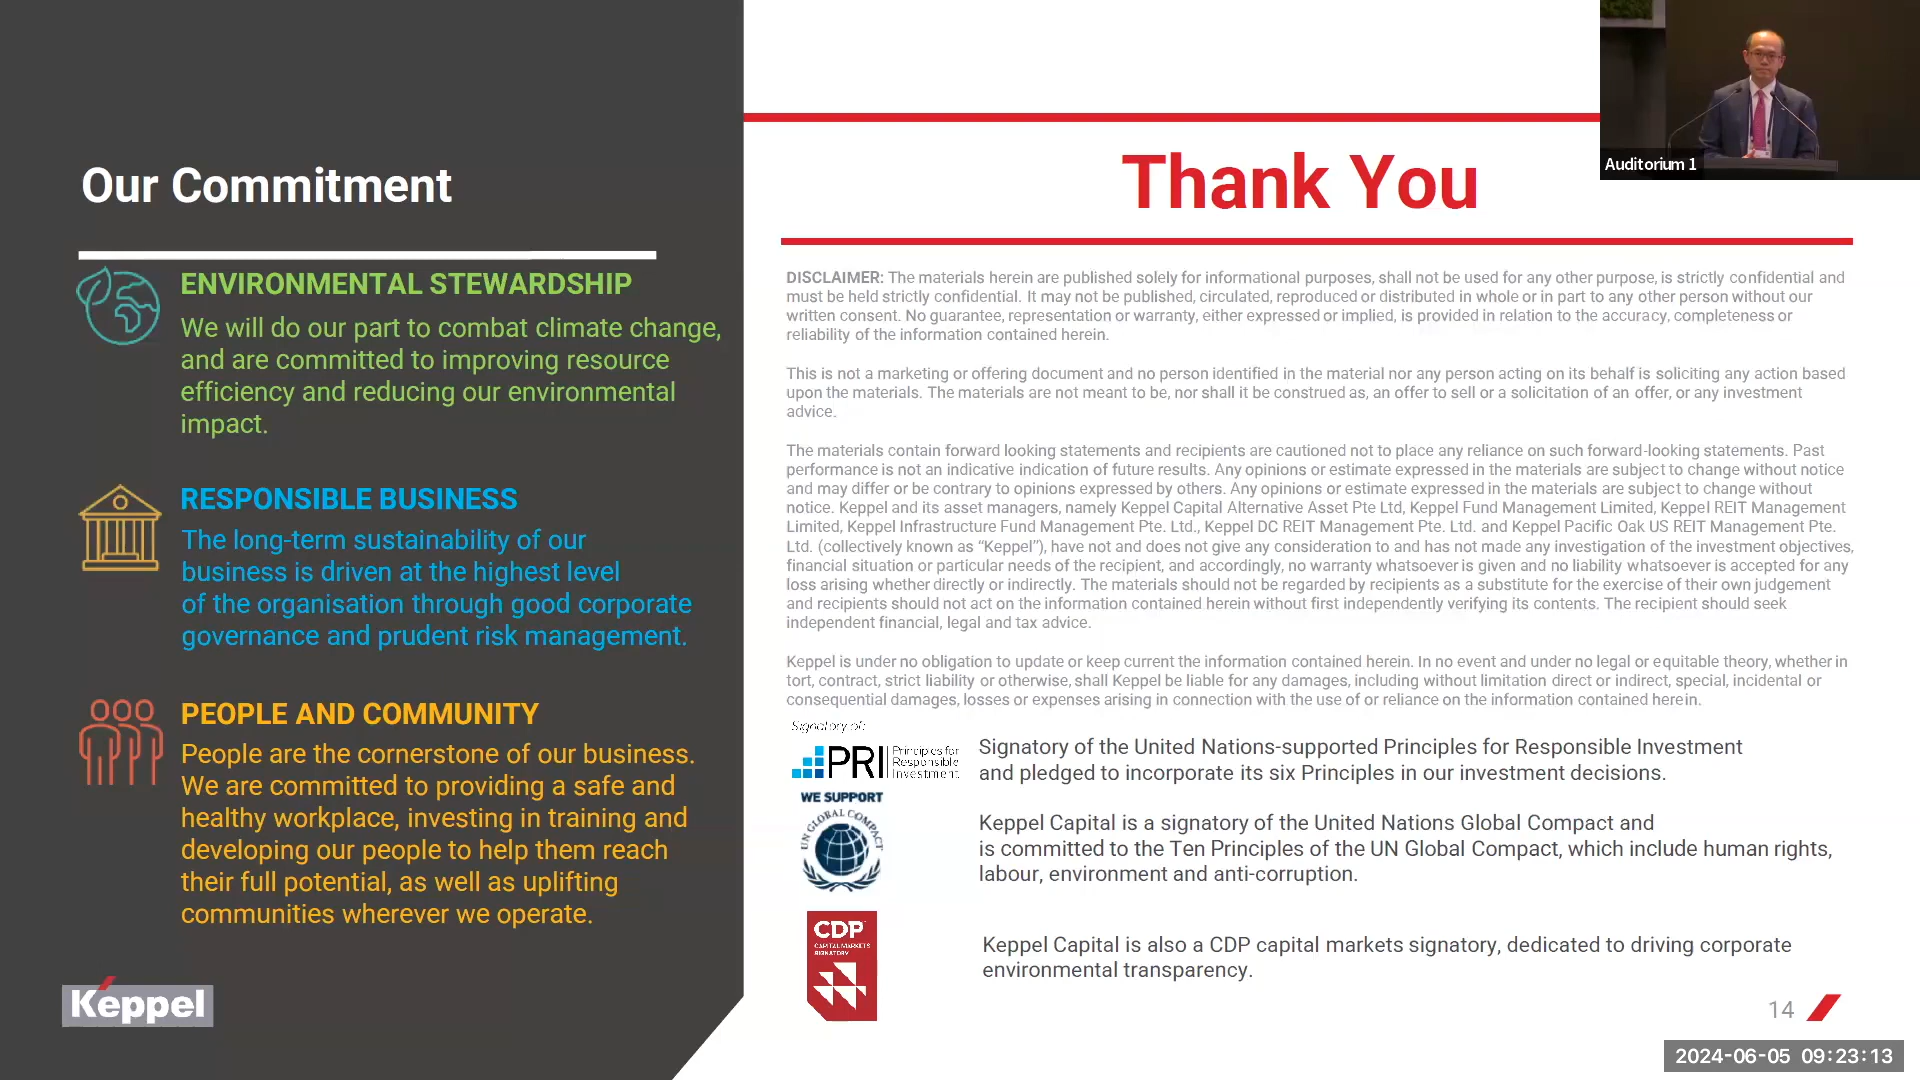 Our Commitment
ENVIRONMENTAL STEWARDSHIP
We will do our part to combat climate change,
and are committed to improving resource
efficiency and reducing our environmental
impact.
RESPONSIBLE BUSINESS
The long-term sustainability of our
business is driven at the highest level
of the organisation through good corporate
governance and prudent risk management.
PEOPLE AND COMMUNITY
People are the cornerstone of our business.
We are committed to providing a safe and
healthy workplace, investing in training and
developing our people to help them reach
their full potential, as well as uplifting
communities wherever we operate.
Keppel
Auditorium 1
Thank You
DISCLAIMER: The materials herein are published solely for informational purposes, shall not be used for any other purpose, is strictly confidential and
must be held strictly confidential. It may not be published, circulated, reproduced or distributed in whole or in part to any other person without our
written consent. No guarantee, representation or warranty, either expressed or implied, is provided in relation to the accuracy, completeness or
reliability of the information contained herein.
This is not a marketing or offering document and no person identified in the material nor any person acting on its behalf is soliciting any action based
upon the materials. The materials are not meant to be, nor shall it be construed as, an offer to sell or a solicitation of an offer, or any investment
advice.
The materials contain forward looking statements and recipients are cautioned not to place any reliance on such forward-looking statements. Past
performance is not an indicative indication of future results. Any opinions or estimate expressed in the materials are subject to change without notice
and may differ or be contrary to opinions expressed by others. Any opinions or estimate expressed in the materials are subject to change without
notice. Keppel and its asset managers, namely Keppel Capital Alternative Asset Pte Ltd, Keppel Fund Management Limited, Keppel REIT Management
Limited, Keppel Infrastructure Fund Management Pte. Ltd., Keppel DC REIT Management Pte. Ltd. and Keppel Pacific Oak US REIT Management Pte.
Ltd. (collectively known as “Keppel”), have not and does not give any consideration to and has not made any investigation of the investment objectives,
financial situation or particular needs of the recipient, and accordingly, no warranty whatsoever is given and no liability whatsoever is accepted for any
loss arising whether directly or indirectly. The materials should not be regarded by recipients as a substitute for the exercise of their own judgement
and recipients should not act on the information contained herein without first independently verifying its contents. The recipient should seek
independent financial, legal and tax advice.
Keppel is under no obligation to update or keep current the information contained herein. In no event and under no legal or equitable theory, whether in
tort, contract, strict liability or otherwise, shall Keppel be liable for any damages, including without limitation direct or indirect, special, incidental or
consequential damages, losses or expenses arising in connection with the use of or reliance on the information contained herein.
Signatory of:
PRI Principles for
Responsible
Investment
Signatory of the United Nations-supported Principles for Responsible Investment
and pledged to incorporate its six Principles in our investment decisions.
WE SUPPORT
UN GLOBAL COMPACT
Keppel Capital is a signatory of the United Nations Global Compact and
is committed to the Ten Principles of the UN Global Compact, which include human rights,
labour, environment and anti-corruption.
CDP
CAPITAL MARKETS
SIGNATORY
Keppel Capital is also a CDP capital markets signatory, dedicated to driving corporate
environmental transparency.
14
2024-06-05 09:23:13